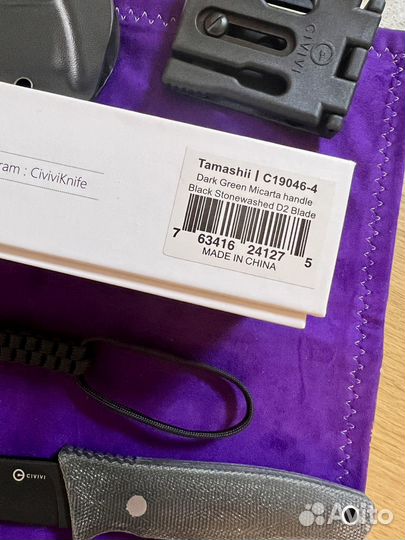 CIVIVI
ram : CiviviKnife
Tamashii | C19046-4
Dark Green Micarta handle
Black Stonewashed D2 Blade
7 63416 24127 5
MADE IN CHINA
CIVIVI
Avito